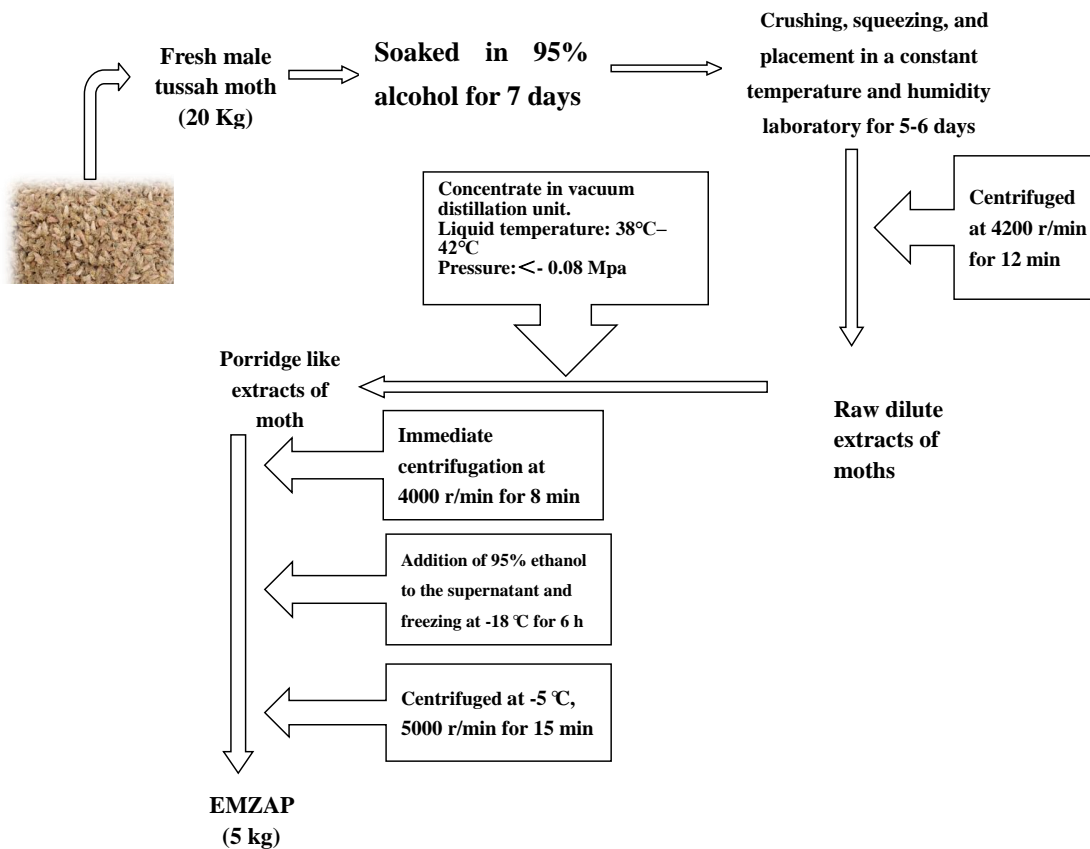 Fresh male
tussah moth
(20 Kg)
Soaked in 95%
alcohol for 7 days
Crushing, squeezing, and
placement in a constant
temperature and humidity
laboratory for 5-6 days
Centrifuged
at 4200 r/min
for 12 min
Raw dilute
extracts of
moths
Concentrate in vacuum
distillation unit.
Liquid temperature: 38℃–
42℃
Pressure:＜- 0.08 Mpa
Porridge like
extracts of
moth
Immediate
centrifugation at
4000 r/min for 8 min
Addition of 95% ethanol
to the supernatant and
freezing at -18 ℃ for 6 h
Centrifuged at -5 ℃,
5000 r/min for 15 min
EMZAP
(5 kg)